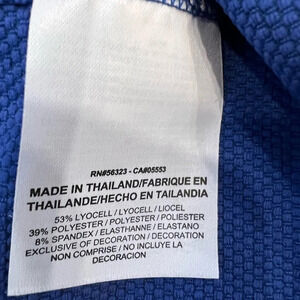 RN#56323 - CA#05553
MADE IN THAILAND/FABRIQUE EN
THAILANDE/HECHO EN TAILANDIA
53% LYOCELL / LYOCELL / LIOCEL
39% POLYESTER / POLYESTER / POLIESTER
8% SPANDEX / ELASTHANNE / ELASTANO
EXCLUSIVE OF DECORATION / DECORATION
NON COMPRISE / NO INCLUYE LA
DECORACION